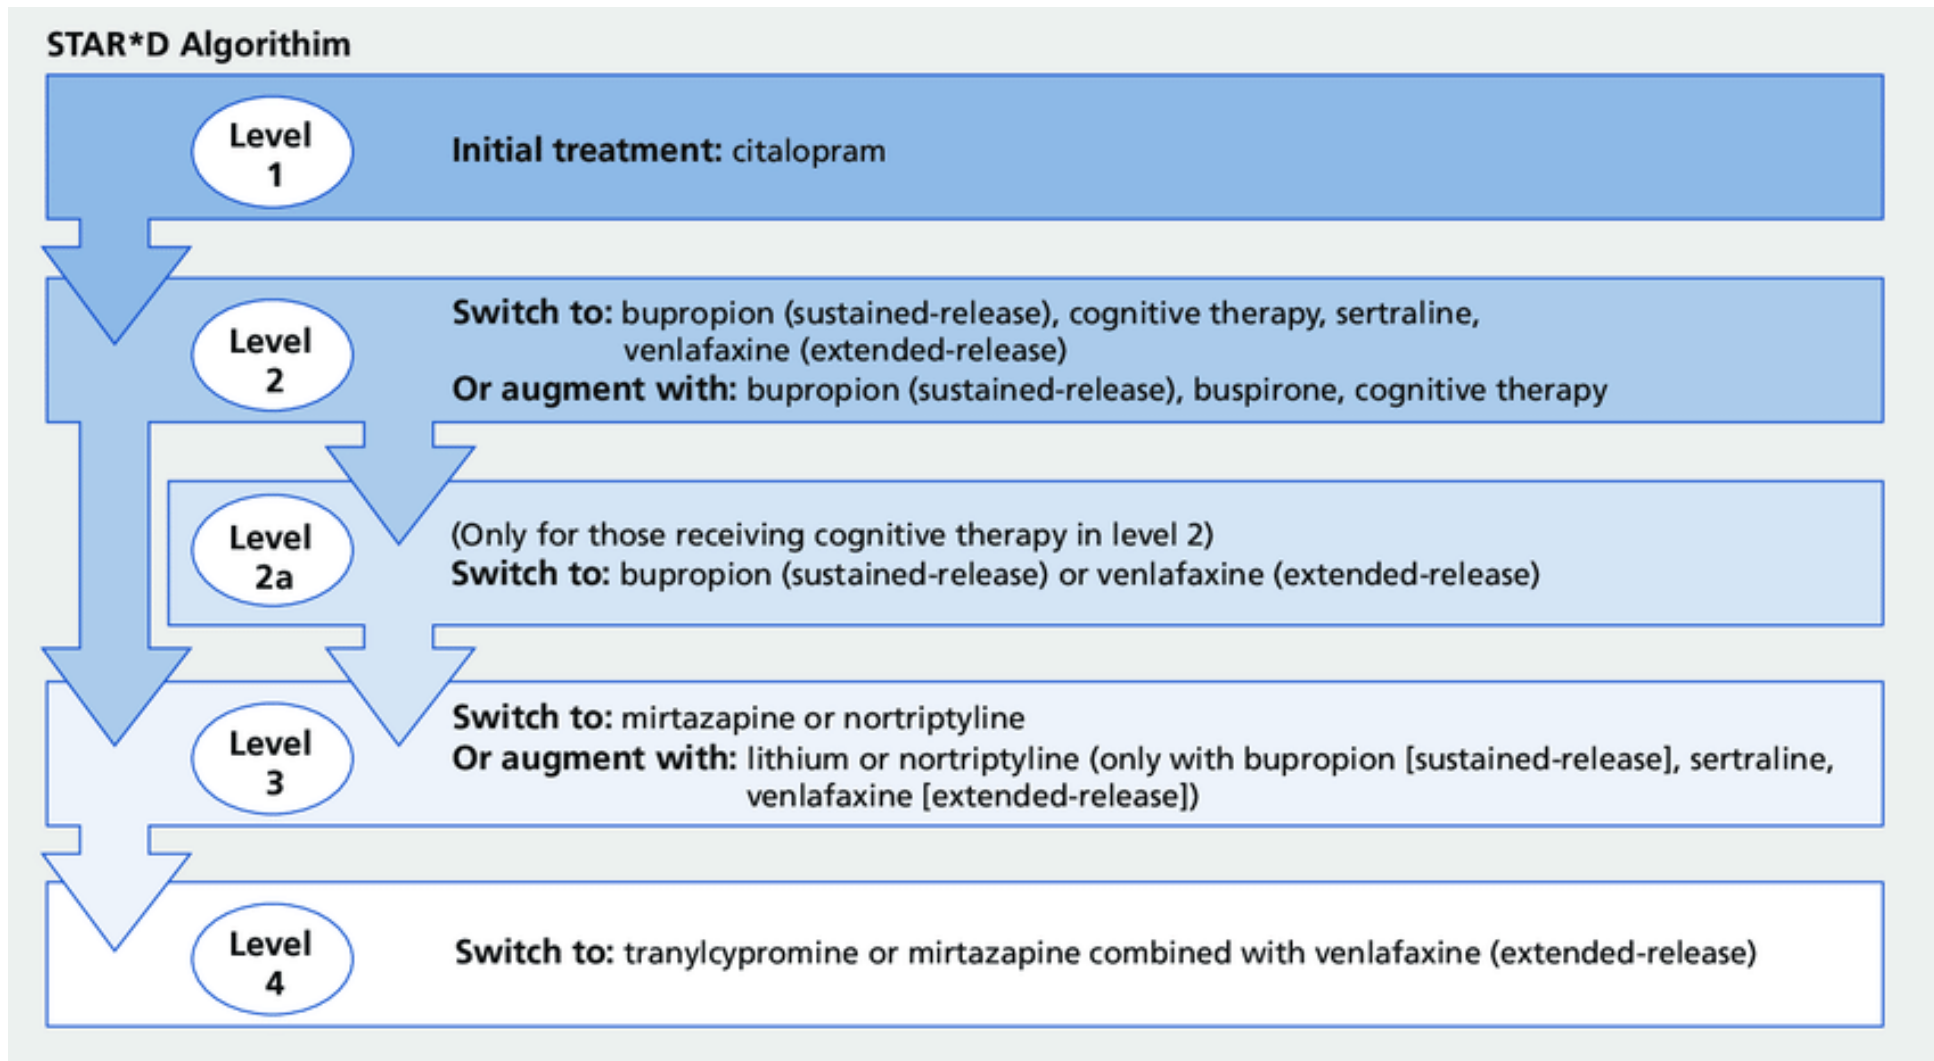 STAR*D Algorithim
Level
1
Initial treatment: citalopram
Level
2
Switch to: bupropion (sustained-release), cognitive therapy, sertraline,
venlafaxine (extended-release)
Or augment with: bupropion (sustained-release), buspirone, cognitive therapy
Level
2a
(Only for those receiving cognitive therapy in level 2)
Switch to: bupropion (sustained-release) or venlafaxine (extended-release)
Level
3
Switch to: mirtazapine or nortriptyline
Or augment with: lithium or nortriptyline (only with bupropion [sustained-release], sertraline,
venlafaxine [extended-release])
Level
4
Switch to: tranylcypromine or mirtazapine combined with venlafaxine (extended-release)